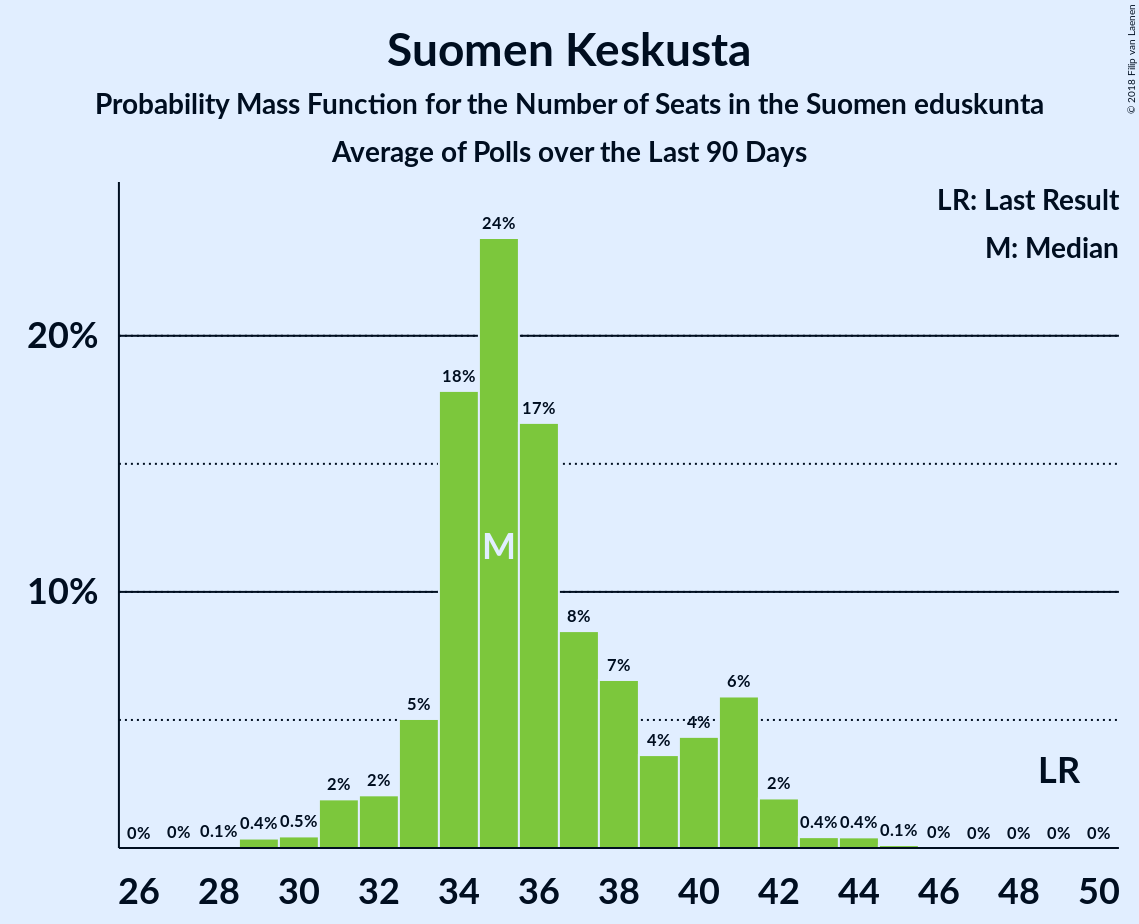 © 2018 Filip van Laenen
Suomen Keskusta
Probability Mass Function for the Number of Seats in the Suomen eduskunta
Average of Polls over the Last 90 Days
LR: Last Result
M: Median
20%
10%
0% 0% 0.1% 0.4% 0.5% 2% 2% 5% 18% 24% 17% 8% 7% 4% 4% 6% 2% 0.4% 0.4% 0.1% 0% 0% 0% 0% 0%
M
LR
26 28 30 32 34 36 38 40 42 44 46 48 50